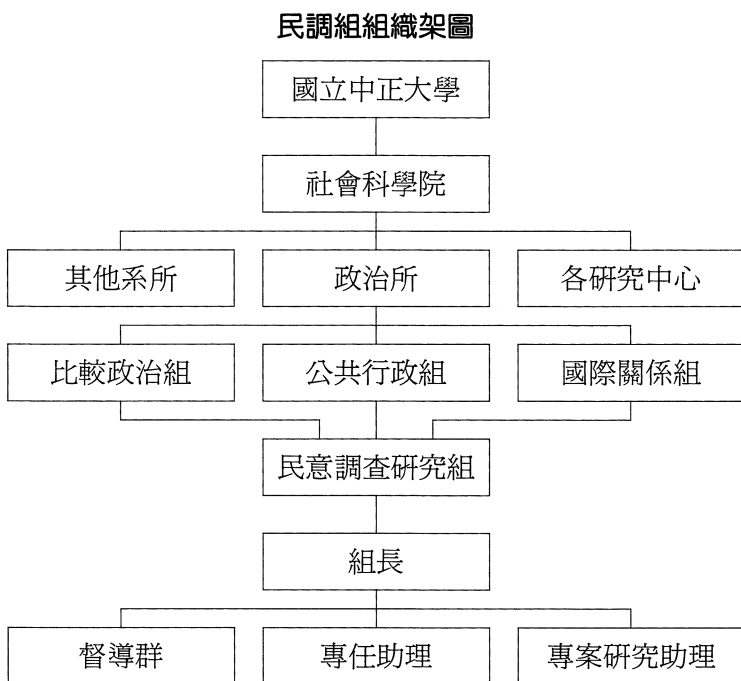 民調組組織架圖
國立中正大學
社會科學院
其他系所
政治所
各研究中心
比較政治組
公共行政組
國際關係組
民意調查研究組
組長
督導群
專任助理
專案研究助理